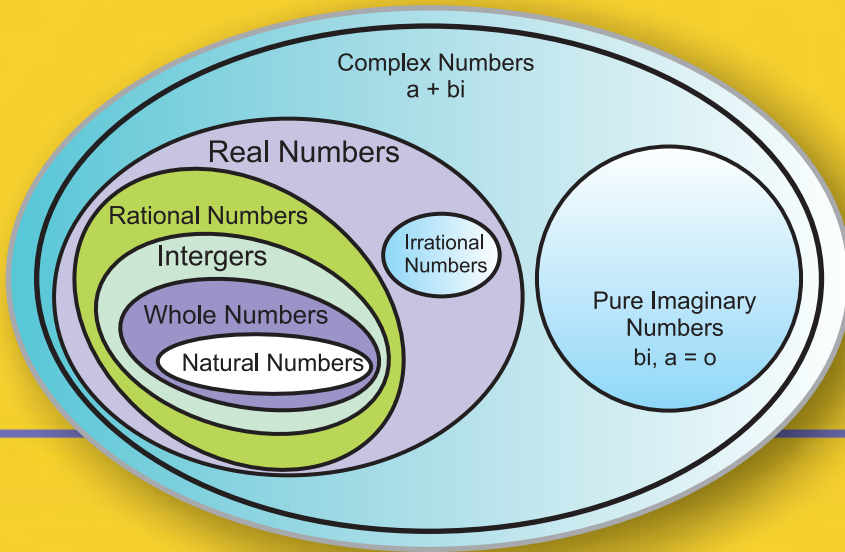 Complex Numbers
a + bi
Real Numbers
Rational Numbers
Irrational
Numbers
Intergers
Whole Numbers
Natural Numbers
Pure Imaginary
Numbers
bi, a = o